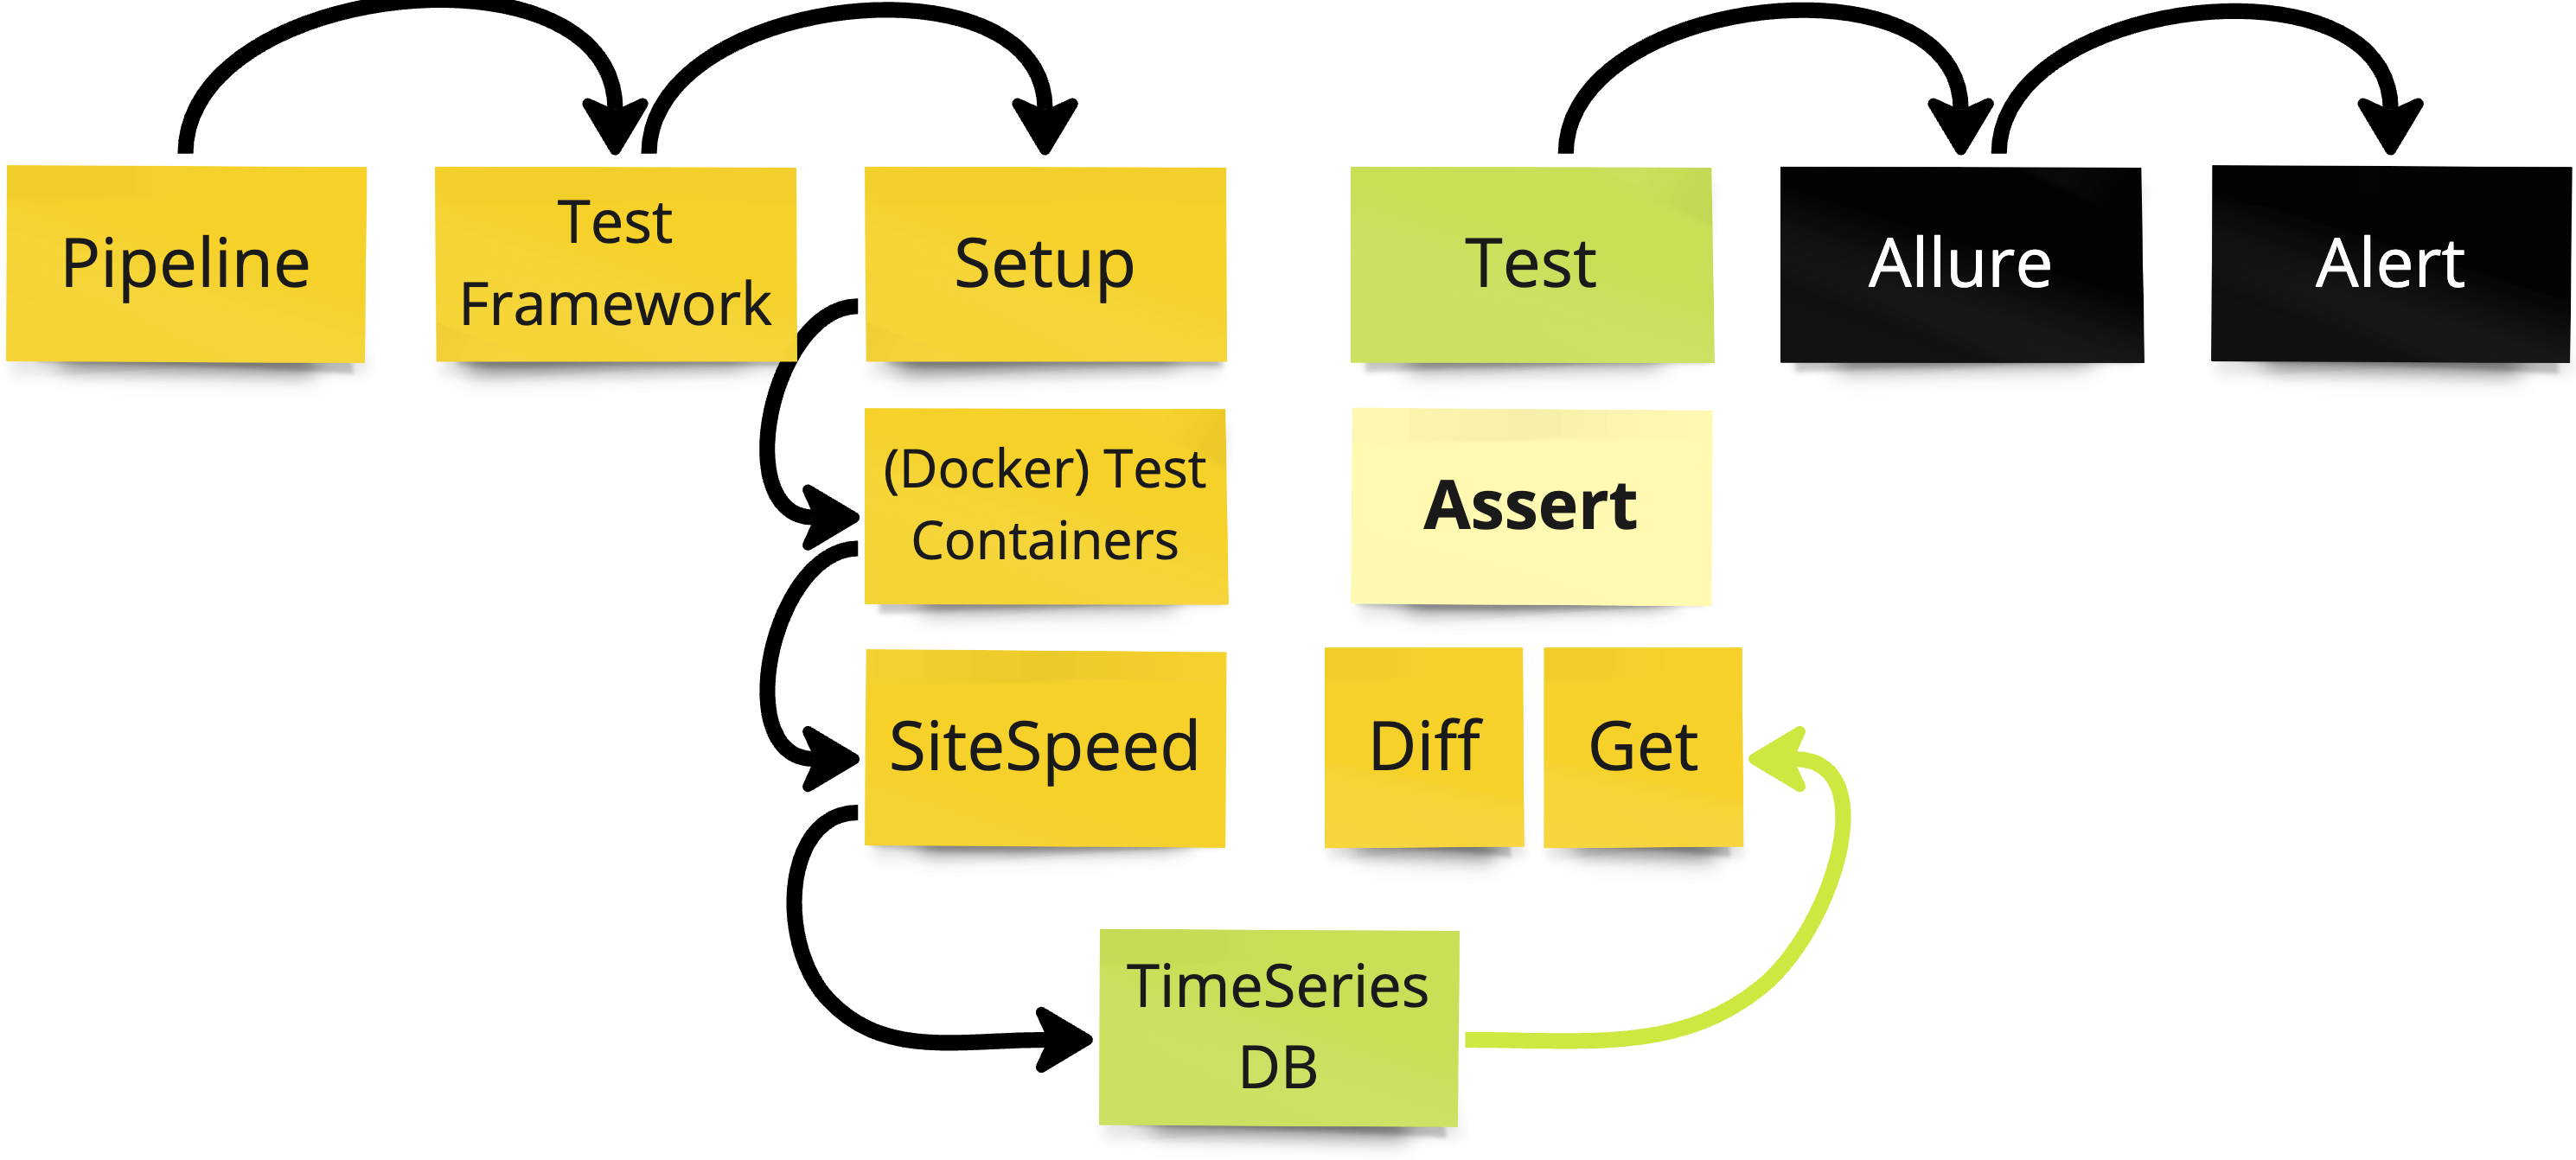 Pipeline
Test
Framework
Setup
Test
Allure
Alert
(Docker) Test
Containers
Assert
SiteSpeed
Diff
Get
TimeSeries
DB